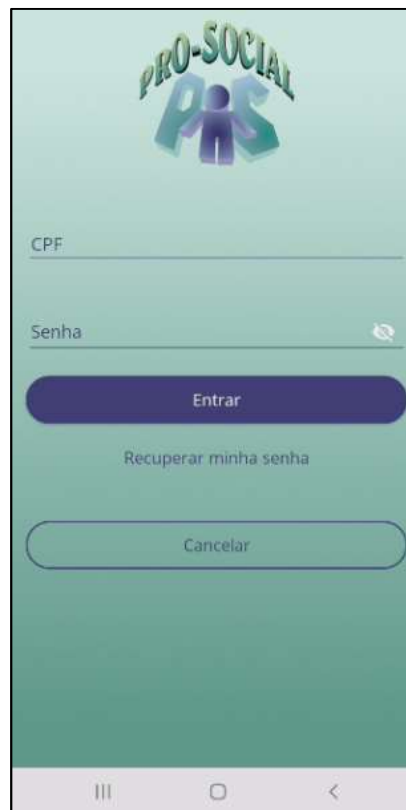 PRO-SOCIAL
PS
CPF
Senha
Entrar
Recuperar minha senha
Cancelar